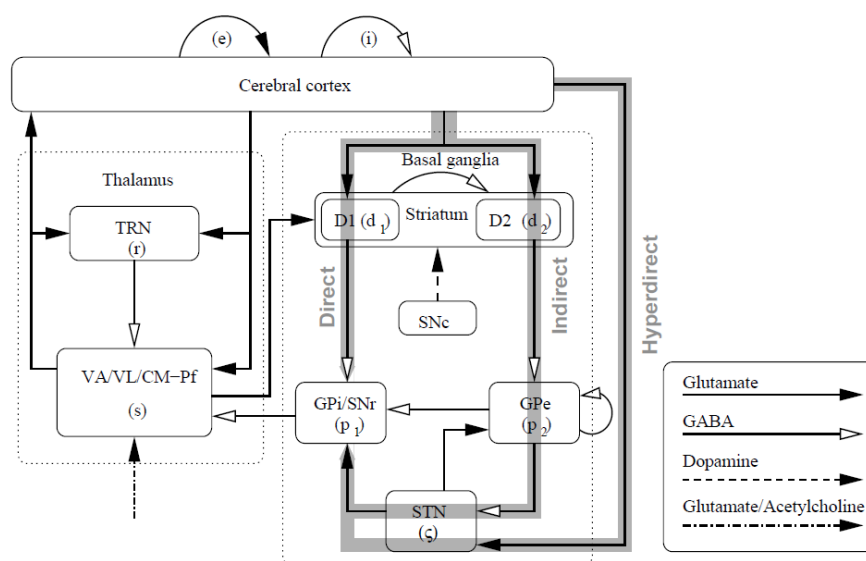 (e)
(i)
Cerebral cortex
Thalamus
Basal ganglia
TRN
(r)
D1 (d1)
Striatum
D2 (d2)
Direct
Indirect
Hyperdirect
SNc
VA/VL/CM−Pf
(s)
GPi/SNr
(p1)
GPe
(p2)
STN
(ς)
Glutamate
GABA
Dopamine
Glutamate/Acetylcholine